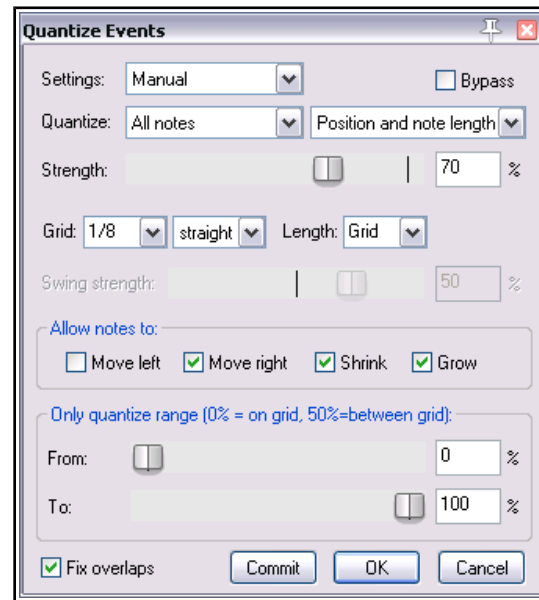 Quantize Events
Settings: Manual Bypass
Quantize: All notes Position and note length
Strength: 70 %
Grid: 1/8 straight Length: Grid
Swing strength: 50 %
Allow notes to:
Move left Move right Shrink Grow
Only quantize range (0% = on grid, 50%=between grid):
From: 0 %
To: 100 %
Fix overlaps Commit OK Cancel